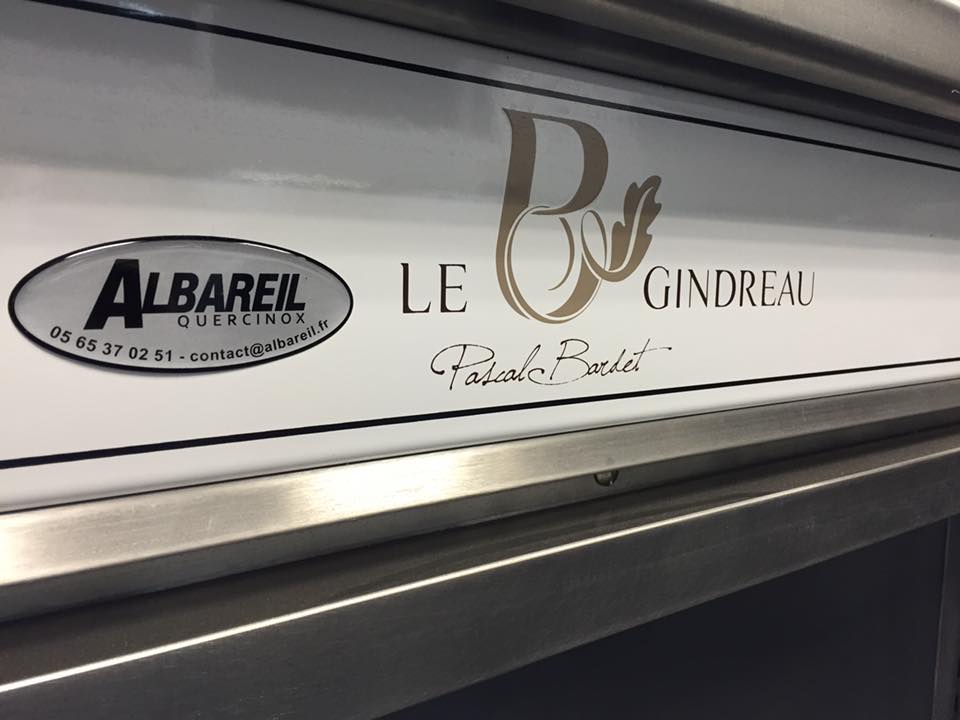 ALBAREIL
QUERCINOX
05 65 37 02 51 - contact@albareil.fr
LE GINDREAU
Pascal Bardet